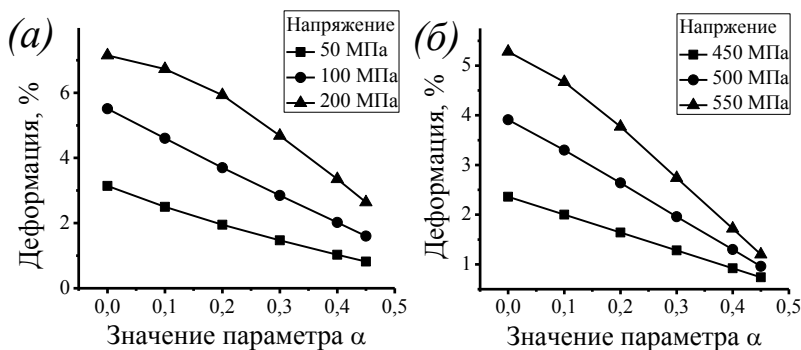 (а)
Напряжение
50 МПа
100 МПа
200 МПа
Деформация, %
6
4
2
0
0,0 0,1 0,2 0,3 0,4 0,5
Значение параметра α
(б)
Напржение
450 МПа
500 МПа
550 МПа
Деформация, %
5
4
3
2
1
0,0 0,1 0,2 0,3 0,4 0,5
Значение параметра α